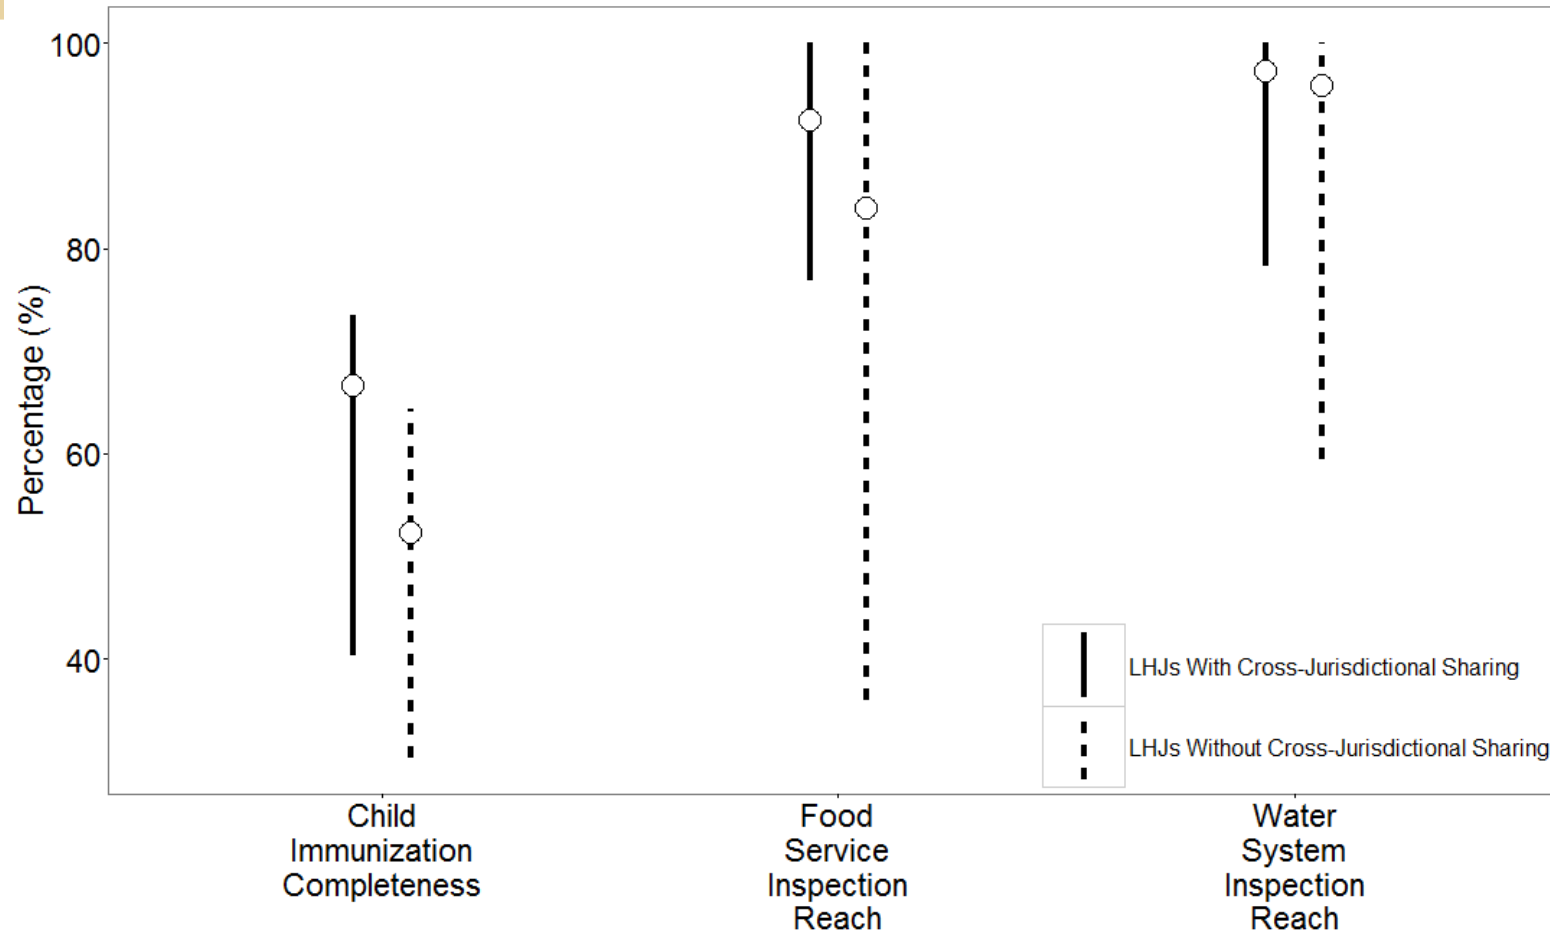 Percentage (%)
100
80
60
40
LHJs With Cross-Jurisdictional Sharing
LHJs Without Cross-Jurisdictional Sharing
Child
Immunization
Completeness
Food
Service
Inspection
Reach
Water
System
Inspection
Reach